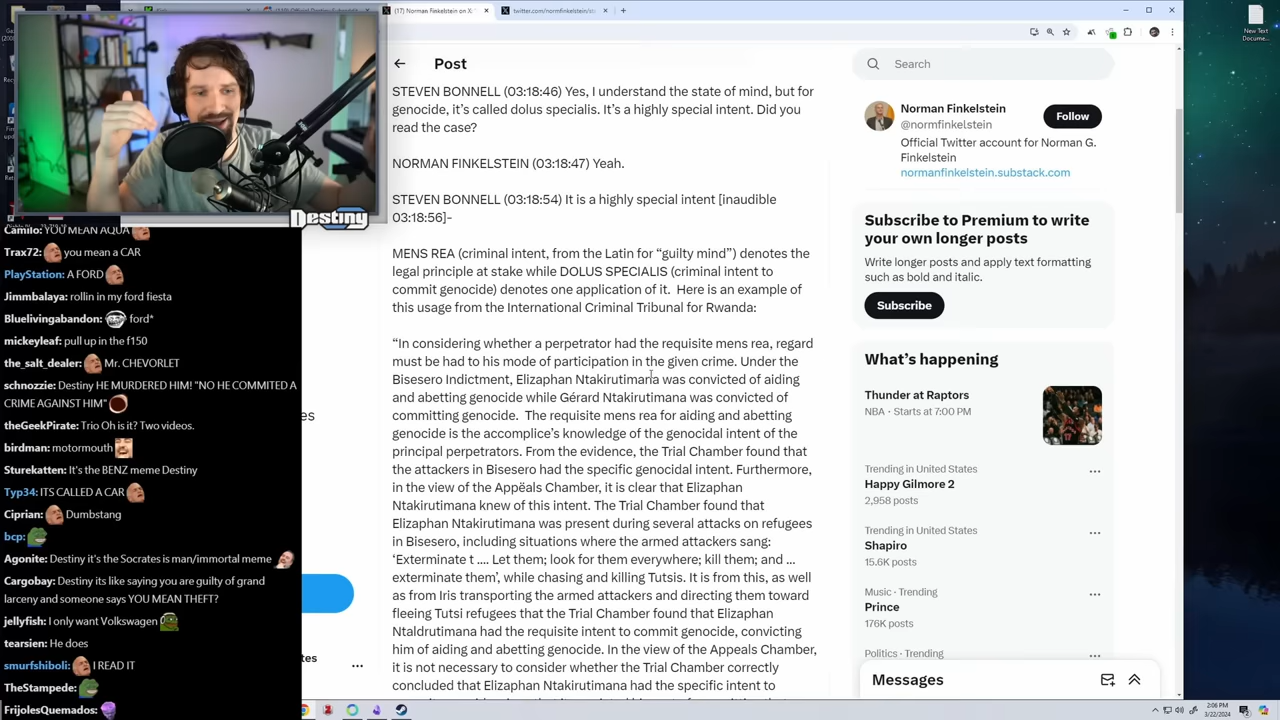 (17) Norman Finkelstein on X:
twitter.com/normfinkelstein/st
New Text
Docume...
Post
STEVEN BONNELL (03:18:46) Yes, I understand the state of mind, but for
genocide, it’s called dolus specialis. It’s a highly special intent. Did you
read the case?
NORMAN FINKELSTEIN (03:18:47) Yeah.
STEVEN BONNELL (03:18:54) It is a highly special intent [inaudible
03:18:56]-
MENS REA (criminal intent, from the Latin for “guilty mind”) denotes the
legal principle at stake while DOLUS SPECIALIS (criminal intent to
commit genocide) denotes one application of it.  Here is an example of
this usage from the International Criminal Tribunal for Rwanda:
“In considering whether a perpetrator had the requisite mens rea, regard
must be had to his mode of participation in the given crime. Under the
Bisesero Indictment, Elizaphan Ntakirutimana was convicted of aiding
and abetting genocide while Gérard Ntakirutimana was convicted of
committing genocide.  The requisite mens rea for aiding and abetting
genocide is the accomplice’s knowledge of the genocidal intent of the
principal perpetrators. From the evidence, the Trial Chamber found that
the attackers in Bisesero had the specific genocidal intent. Furthermore,
in the view of the Appëals Chamber, it is clear that Elizaphan
Ntakirutimana knew of this intent. The Trial Chamber found that
Elizaphan Ntakirutimana was present during several attacks on refugees
in Bisesero, including situations where the armed attackers sang:
‘Exterminate t .... Let them; look for them everywhere; kill them; and ...
exterminate them’, while chasing and killing Tutsis. It is from this, as well
as from Iris transporting the armed attackers and directing them toward
fleeing Tutsi refugees that the Trial Chamber found that Elizaphan
Ntaldrutimana had the requisite intent to commit genocide, convicting
him of aiding and abetting genocide. In the view of the Appeals Chamber,
it is not necessary to consider whether the Trial Chamber correctly
concluded that Elizaphan Ntakirutimana had the specific intent to
Search
Norman Finkelstein
@normfinkelstein
Follow
Official Twitter account for Norman G.
Finkelstein
normanfinkelstein.substack.com
Subscribe to Premium to write
your own longer posts
Write longer posts and apply text formatting
such as bold and italic.
Subscribe
What’s happening
Thunder at Raptors
NBA · Starts at 7:00 PM
Trending in United States
Happy Gilmore 2
2,958 posts
Trending in United States
Shapiro
15.6K posts
Music · Trending
Prince
176K posts
Politics · Trending
Messages
Destiny
Camilo: YOU MEAN AQUA
Trax72: you mean a CAR
PlayStation: A FORD
Jimmbalaya: rollin in my ford fiesta
Bluelivingabandon: ford*
mickeyleaf: pull up in the f150
the_salt_dealer: Mr. CHEVORLET
schnozzie: Destiny HE MURDERED HIM! "NO HE COMMITED A
CRIME AGAINST HIM"
theGeekPirate: Trio Oh is it? Two videos.
birdman: motormouth
Sturekatten: It's the BENZ meme Destiny
Typ34: ITS CALLED A CAR
Ciprian: Dumbstang
bcp:
Agonite: Destiny it's the Socrates is man/immortal meme
Cargobay: Destiny its like saying you are guilty of grand
larceny and someone says YOU MEAN THEFT?
jellyfish: I only want Volkswagen
tearsien: He does
smurfshiboli: I READ IT
TheStampede:
FrijolesQuemados:
es
tes
2:06 PM
3/22/2024